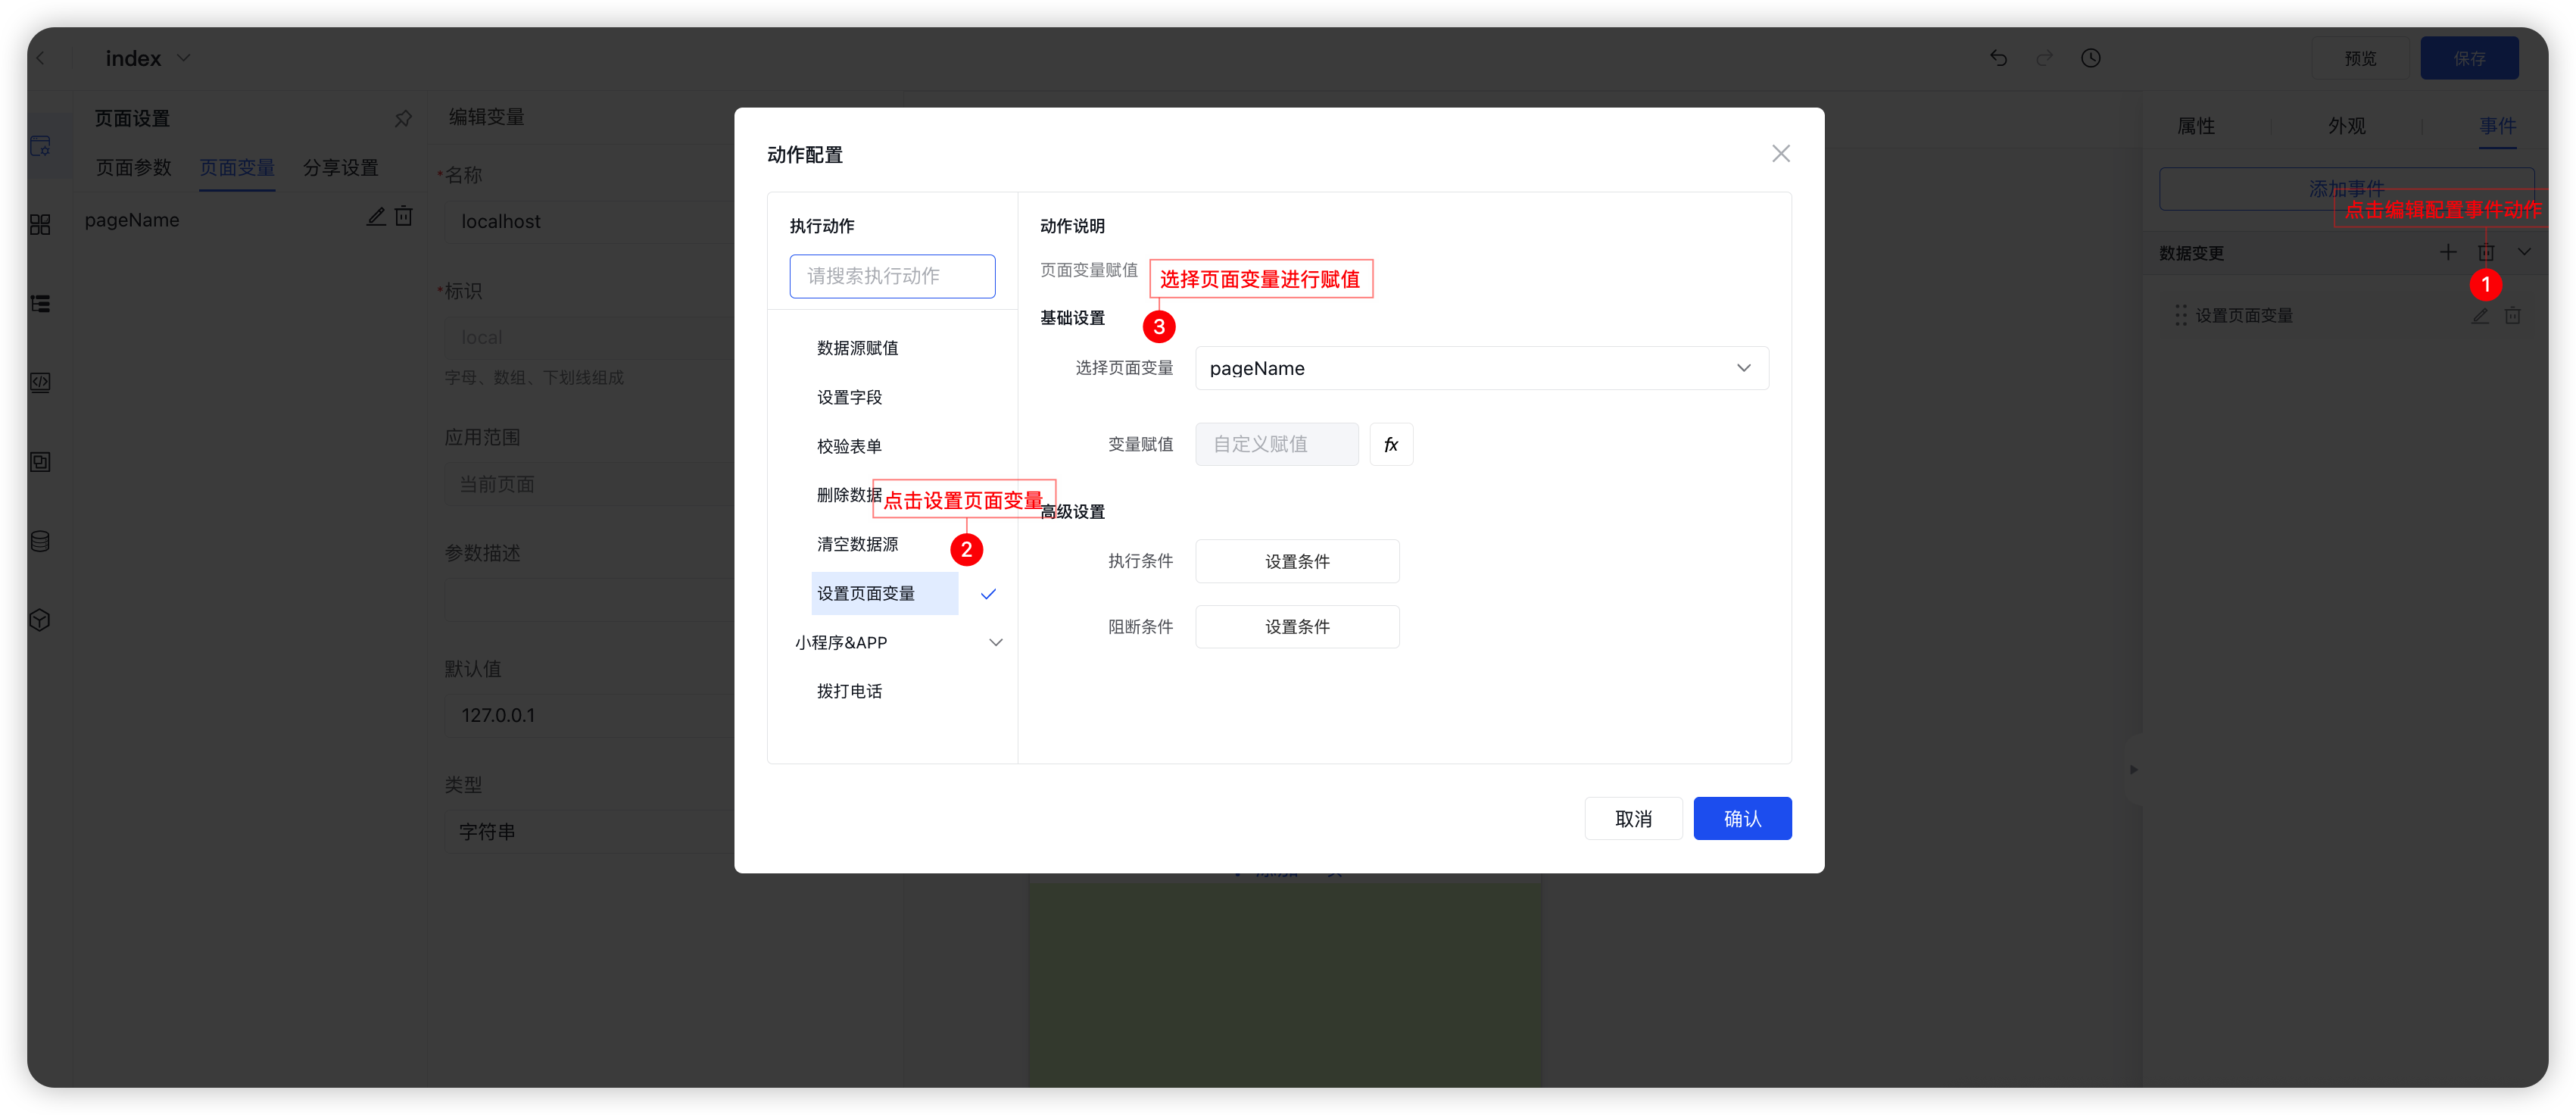 index
预览
保存
页面设置
页面参数
页面变量
分享设置
pageName
编辑变量
*名称
localhost
*标识
local
字母、数组、下划线组成
应用范围
当前页面
参数描述
默认值
127.0.0.1
类型
字符串
动作配置
执行动作
请搜索执行动作
数据源赋值
设置字段
校验表单
删除数据
点击设置页面变量
清空数据源
2
设置页面变量
小程序&APP
拨打电话
动作说明
页面变量赋值
选择页面变量进行赋值
基础设置
3
选择页面变量
pageName
变量赋值
自定义赋值
fx
高级设置
执行条件
设置条件
阻断条件
设置条件
取消
确认
属性
外观
事件
添加事件
点击编辑配置事件动作
数据变更
1
设置页面变量